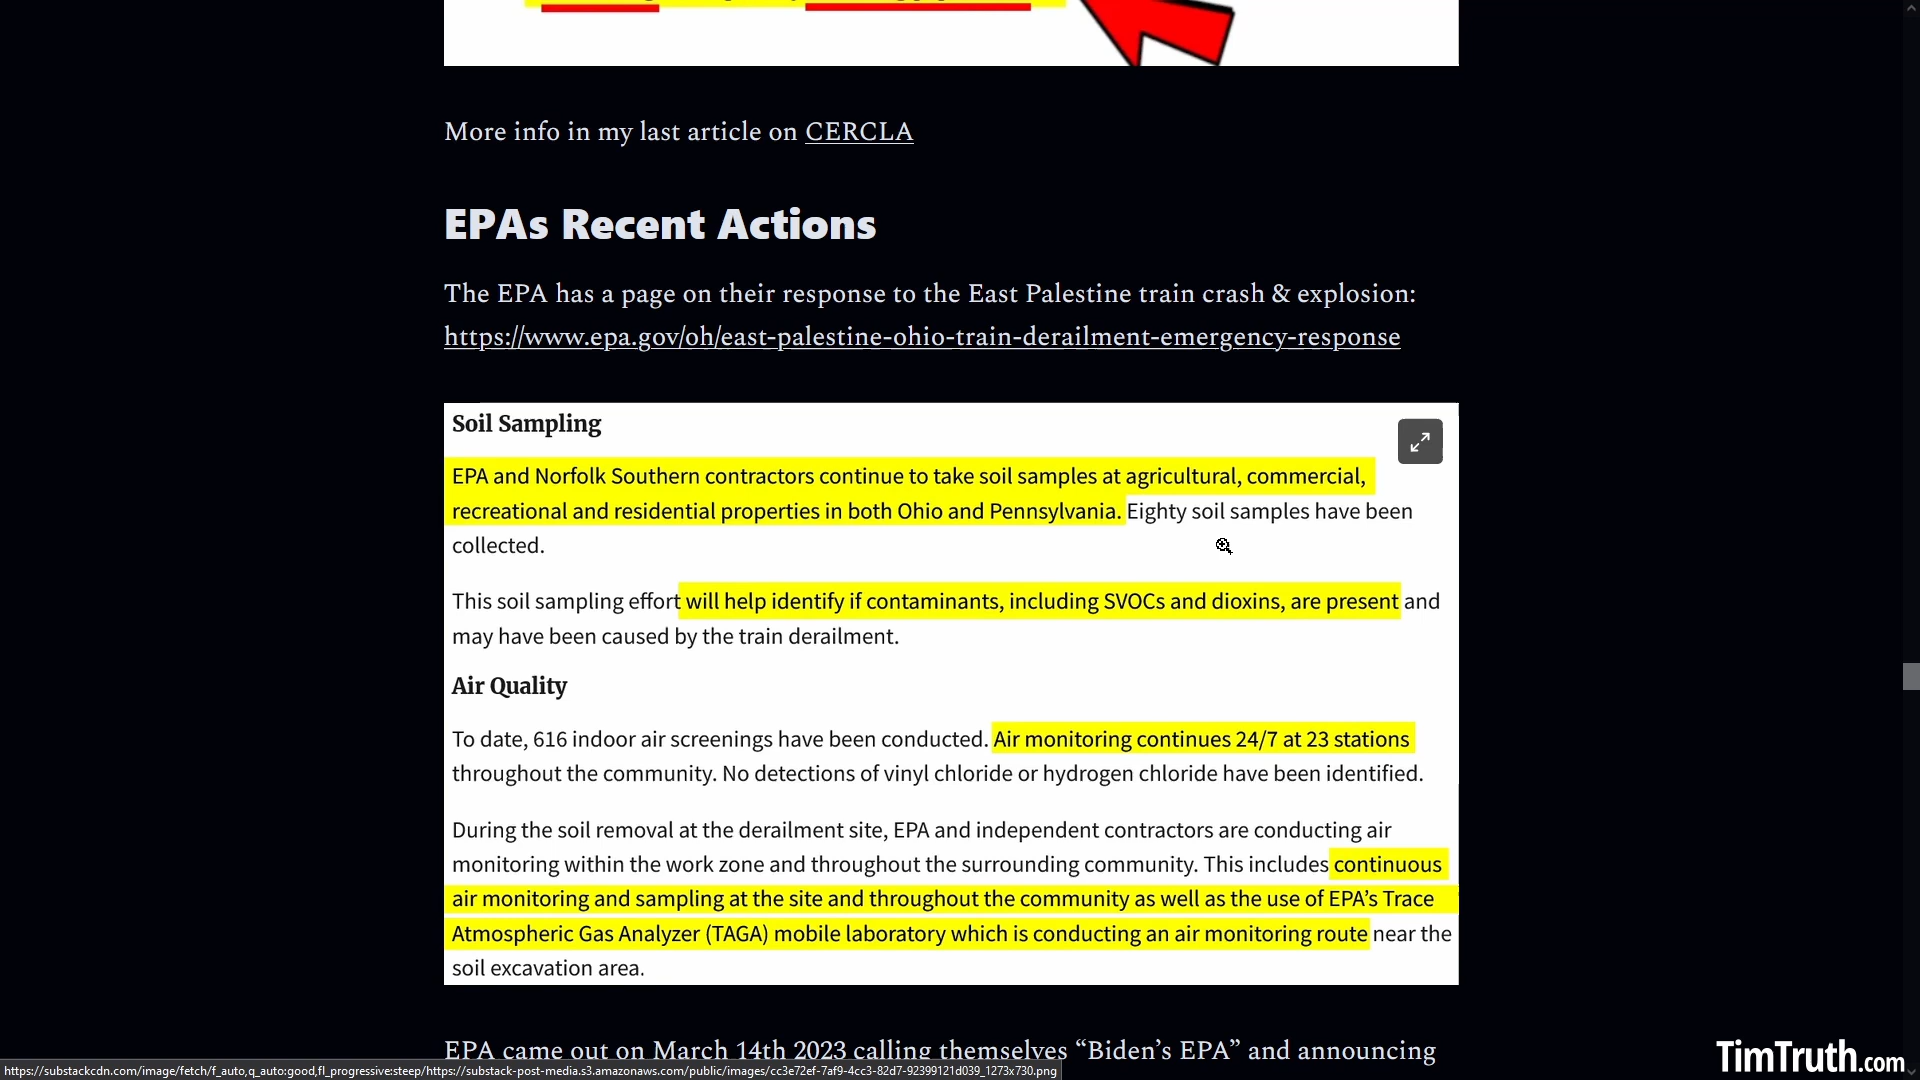 More info in my last article on CERCLA
EPAs Recent Actions
The EPA has a page on their response to the East Palestine train crash & explosion:
https://www.epa.gov/oh/east-palestine-ohio-train-derailment-emergency-response
Soil Sampling
EPA and Norfolk Southern contractors continue to take soil samples at agricultural, commercial,
recreational and residential properties in both Ohio and Pennsylvania. Eighty soil samples have been
collected.
This soil sampling effort will help identify if contaminants, including SVOCs and dioxins, are present and
may have been caused by the train derailment.
Air Quality
To date, 616 indoor air screenings have been conducted. Air monitoring continues 24/7 at 23 stations
throughout the community. No detections of vinyl chloride or hydrogen chloride have been identified.
During the soil removal at the derailment site, EPA and independent contractors are conducting air
monitoring within the work zone and throughout the surrounding community. This includes continuous
air monitoring and sampling at the site and throughout the community as well as the use of EPA's Trace
Atmospheric Gas Analyzer (TAGA) mobile laboratory which is conducting an air monitoring route near the
soil excavation area.
EPA came out on March 14th 2023 calling themselves “Biden’s EPA” and announcing
https://substackcdn.com/image/fetch/f_auto,q_auto:good,fl_progressive:steep/https://substack-post-media.s3.amazonaws.com/public/images/cc3e72ef-7af9-4cc3-82d7-92399121d039_1273x730.png
TimTruth.com